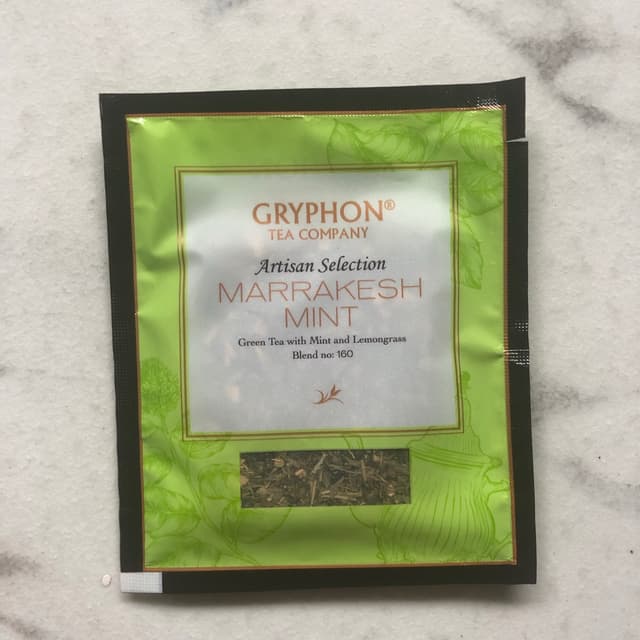 GRYPHON®
TEA COMPANY
Artisan Selection
MARRAKESH
MINT
Green Tea with Mint and Lemongrass
Blend no: 160